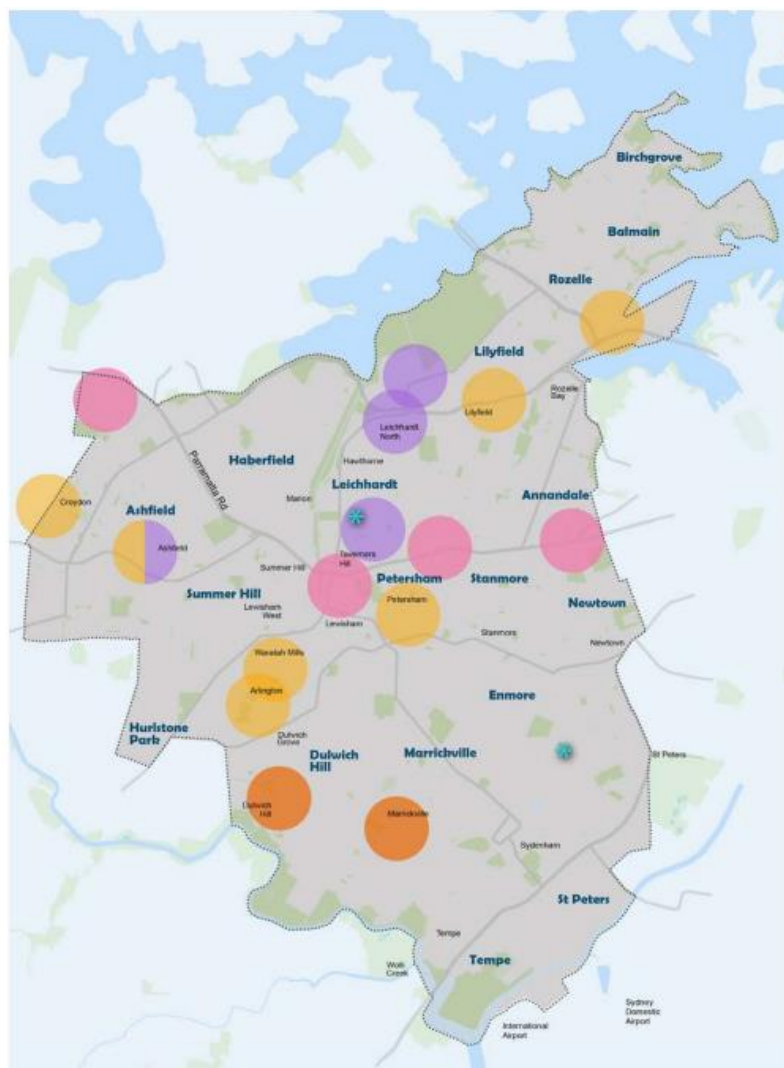 Birchgrove
Balmain
Rozelle
Lilyfield
Rozelle
Bay
Lilyfield
Leichhardt
North
Hawthorne
Haberfield
Parramatta Rd
Leichhardt
Marion
Annandale
Croydon
Ashfield
Ashfield
Taverners
Hill
Summer Hill
Petersham
Stanmore
Summer Hill
Lewisham
West
Petersham
Newtown
Lewisham
Stanmore
Newtown
Waratah Mills
Arlington
Enmore
Hurlstone
Park
Dulwich
Grove
Dulwich
Hill
Marrickville
St Peters
Dulwich
Hill
Marrickville
Sydenham
St Peters
Tempe
Tempe
Wolli
Creek
Sydney
Domestic
Airport
International
Airport